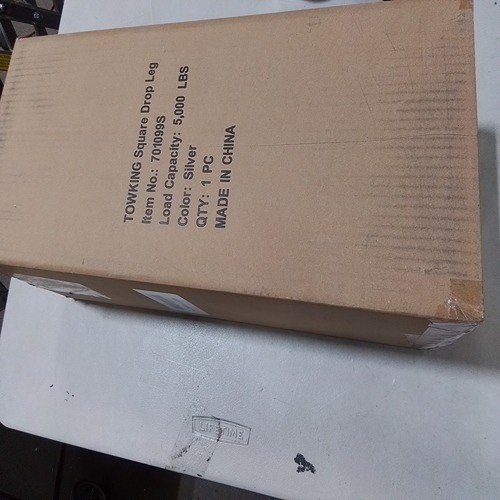 TOWKING Square Drop Leg
Item No.: 701099S
Load Capacity: 5,000 LBS
Color: Silver
QTY: 1 PC
MADE IN CHINA
LIFETIME